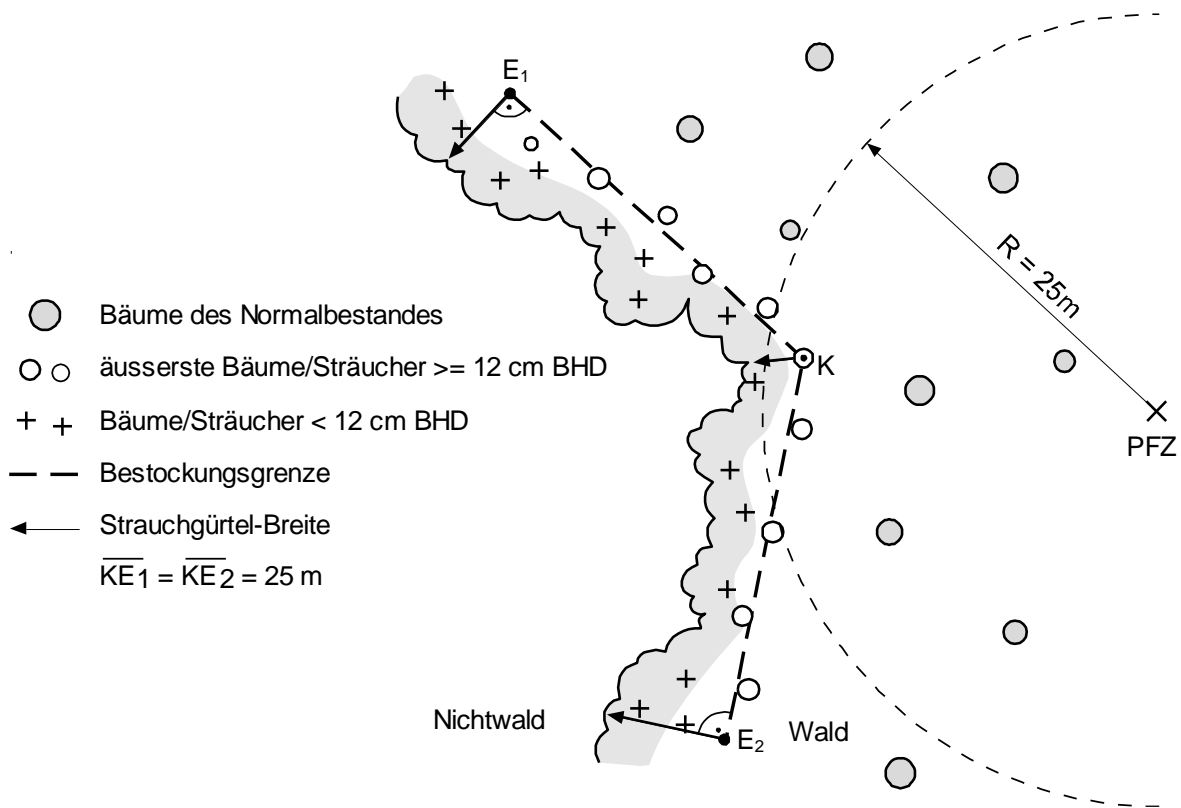 E₁
R = 25m
Bäume des Normalbestandes
äusserste Bäume/Sträucher >= 12 cm BHD
K
Bäume/Sträucher < 12 cm BHD
PFZ
Bestockungsgrenze
Strauchgürtel-Breite
KE₁ = KE₂ = 25 m
Nichtwald
E₂
Wald